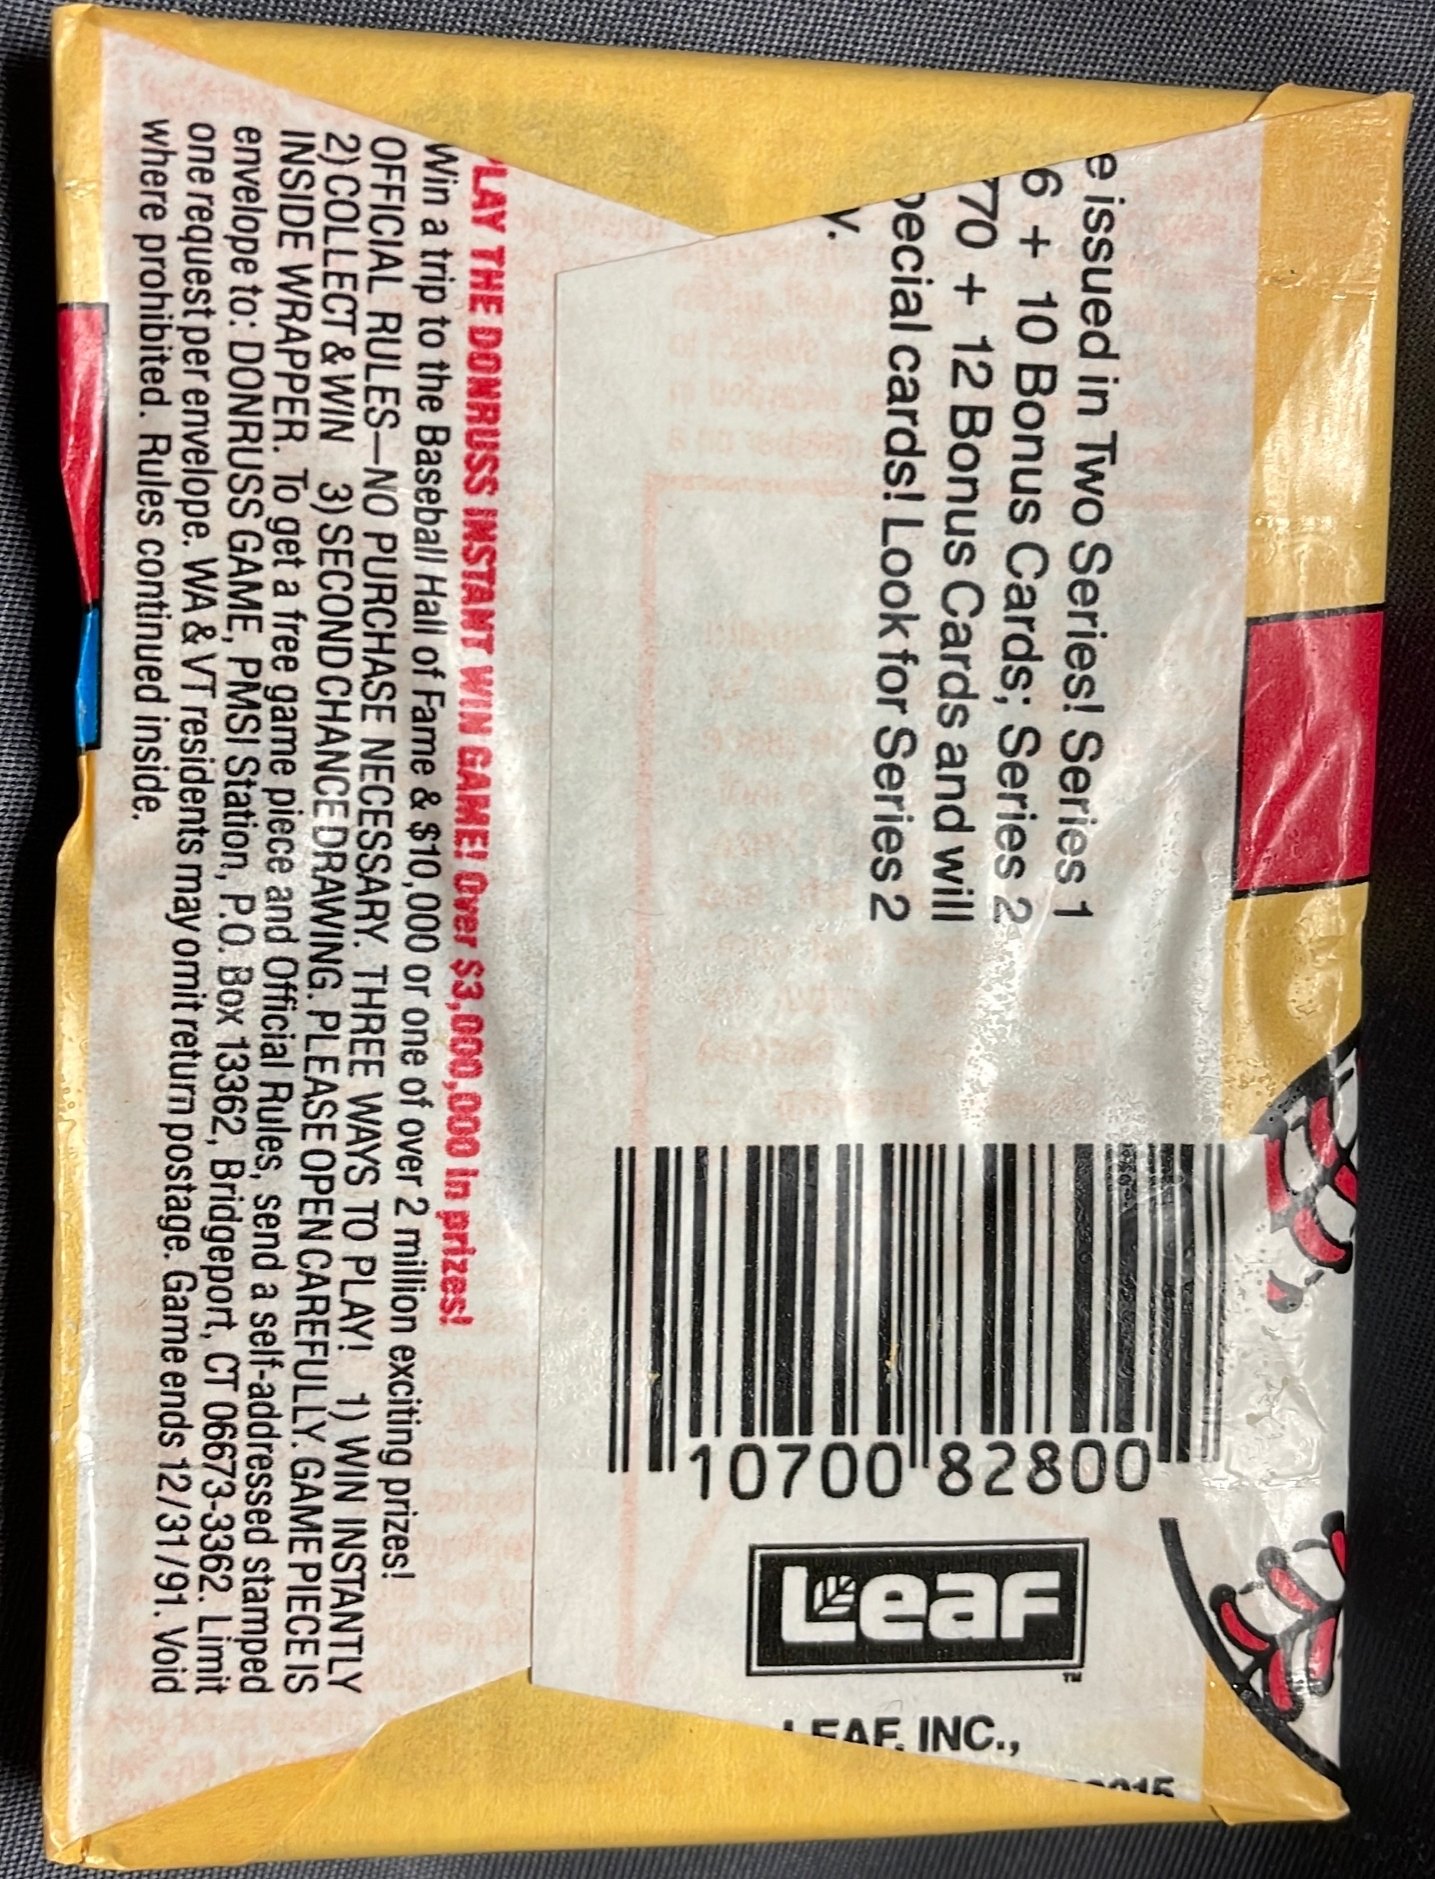 e issued in Two Series! Series 1
6 + 10 Bonus Cards; Series 2
770 + 12 Bonus Cards and will
pecial cards! Look for Series 2
y.
10700 82800
Leaf
TM
LEAF, INC.,
PLAY THE DONRUSS INSTANT WIN GAME! Over $3,000,000 in prizes!
Win a trip to the Baseball Hall of Fame & $10,000 or one of over 2 million exciting prizes!
OFFICIAL RULES—NO PURCHASE NECESSARY. THREE WAYS TO PLAY! 1) WIN INSTANTLY
2) COLLECT & WIN 3) SECOND CHANCE DRAWING. PLEASE OPEN CAREFULLY. GAME PIECE IS
INSIDE WRAPPER. To get a free game piece and Official Rules, send a self-addressed stamped
envelope to: DONRUSS GAME, PMSI Station, P.O. Box 13362, Bridgeport, CT 06673-3362. Limit
one request per envelope. WA & VT residents may omit return postage. Game ends 12/31/91. Void
where prohibited. Rules continued inside.